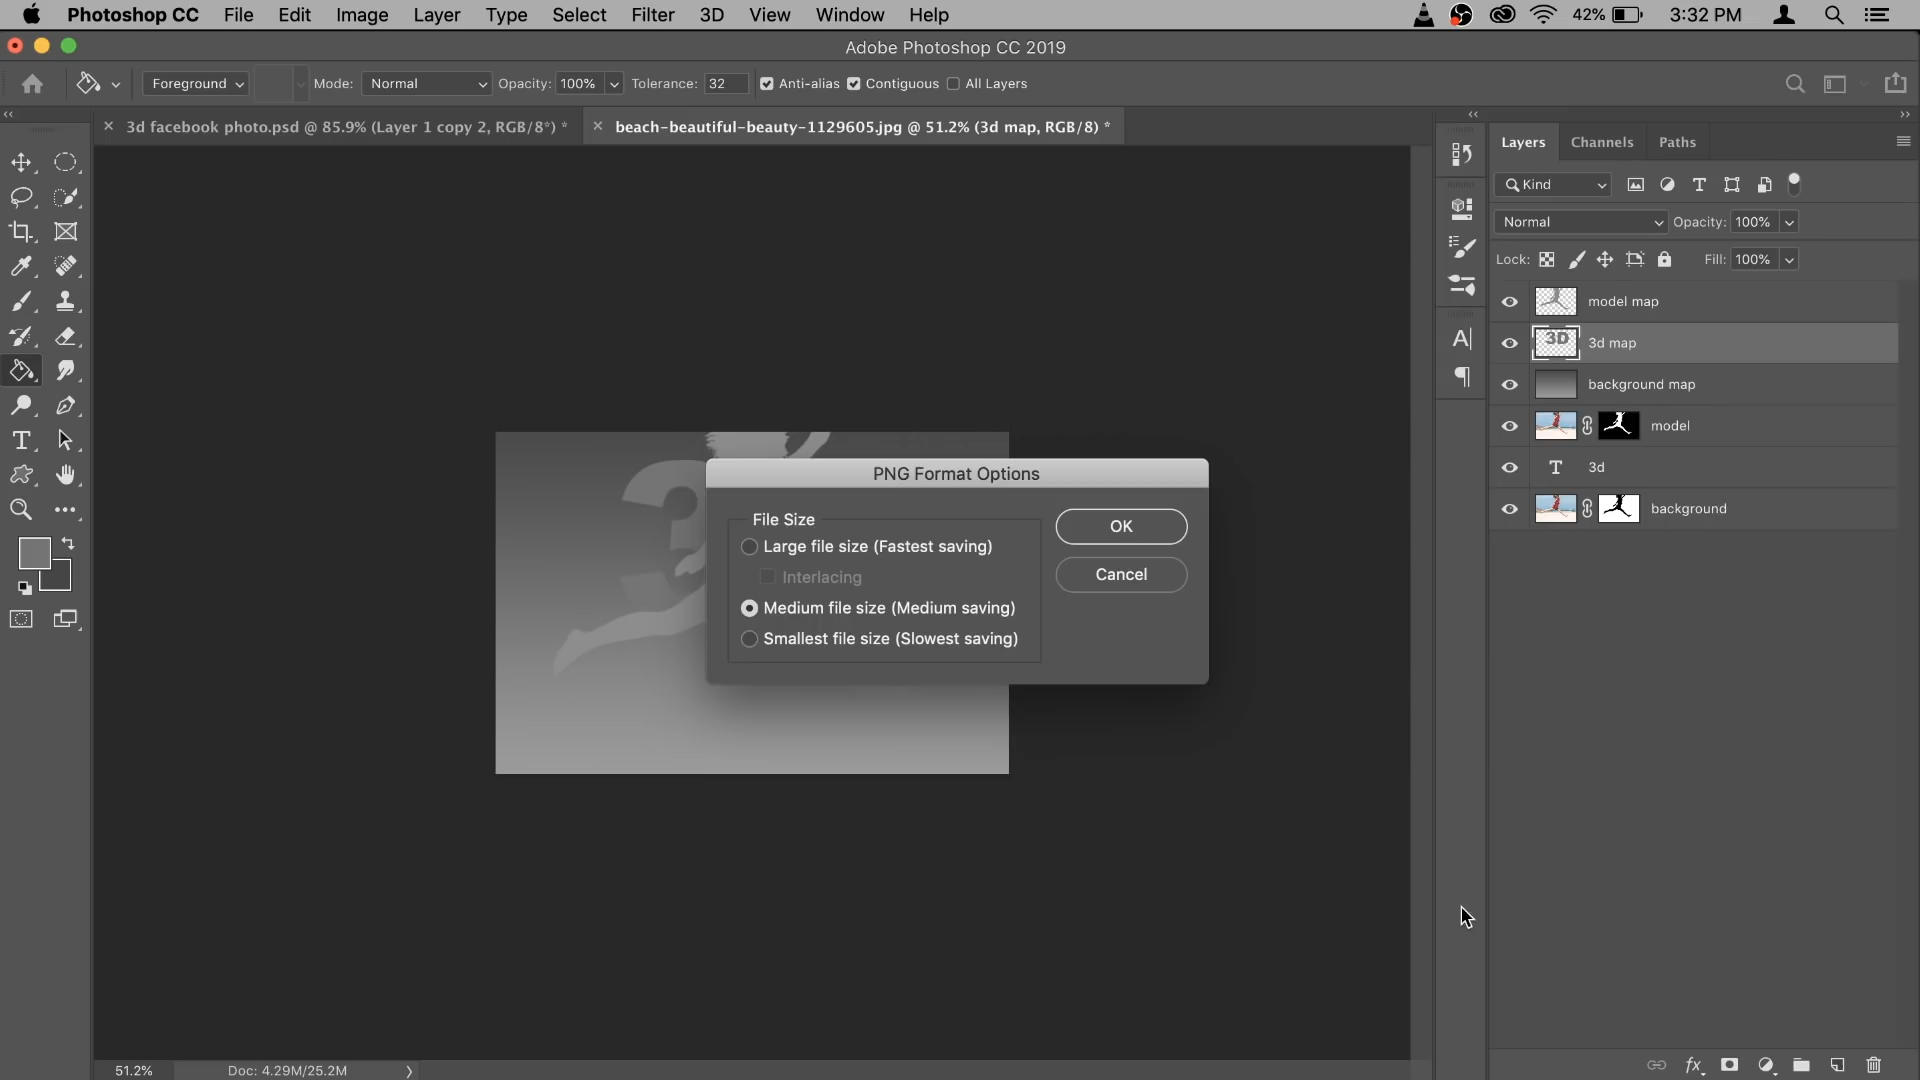 Photoshop CC File Edit Image Layer Type Select Filter 3D View Window Help 42% 3:32 PM
Adobe Photoshop CC 2019
Foreground Mode: Normal Opacity: 100% Tolerance: 32 Anti-alias Contiguous All Layers
3d facebook photo.psd @ 85.9% (Layer 1 copy 2, RGB/8*) * beach-beautiful-beauty-1129605.jpg @ 51.2% (3d map, RGB/8) *
Layers Channels Paths
Kind
Normal Opacity: 100%
Lock: Fill: 100%
model map
3D 3d map
background map
model
T 3d
background
PNG Format Options
File Size
Large file size (Fastest saving)
Interlacing
Medium file size (Medium saving)
Smallest file size (Slowest saving)
OK
Cancel
51.2% Doc: 4.29M/25.2M